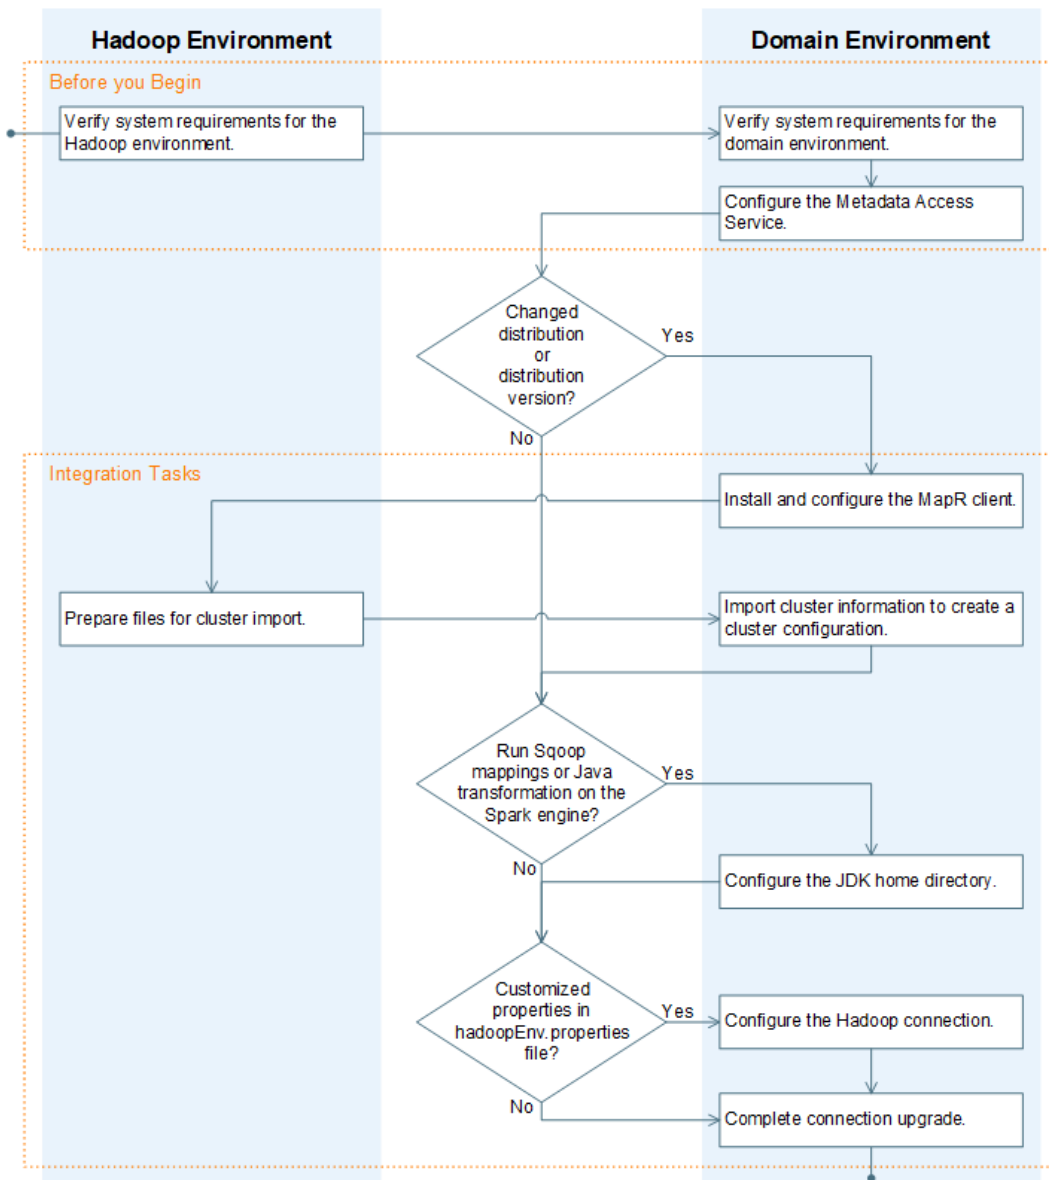 Hadoop Environment
Domain Environment
Before you Begin
Verify system requirements for the
Hadoop environment.
Verify system requirements for the
domain environment.
Configure the Metadata Access
Service.
Changed
distribution
or
distribution
version?
Yes
No
Integration Tasks
Install and configure the MapR client.
Prepare files for cluster import.
Import cluster information to create a
cluster configuration.
Run Sqoop
mappings or Java
transformation on the
Spark engine?
Yes
No
Configure the JDK home directory.
Customized
properties in
hadoopEnv.properties
file?
Yes
Configure the Hadoop connection.
No
Complete connection upgrade.